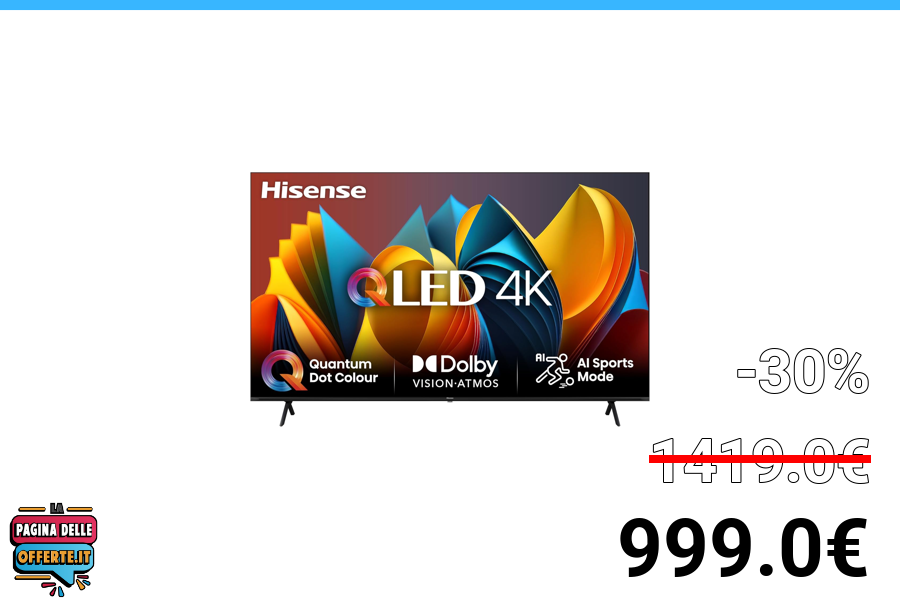 Hisense
QLED 4K
Quantum
Dot Colour
Dolby
VISION·ATMOS
AI
AI Sports
Mode
-30%
1419.0€
999.0€
LA
PAGINA DELLE
OFFERTE.IT